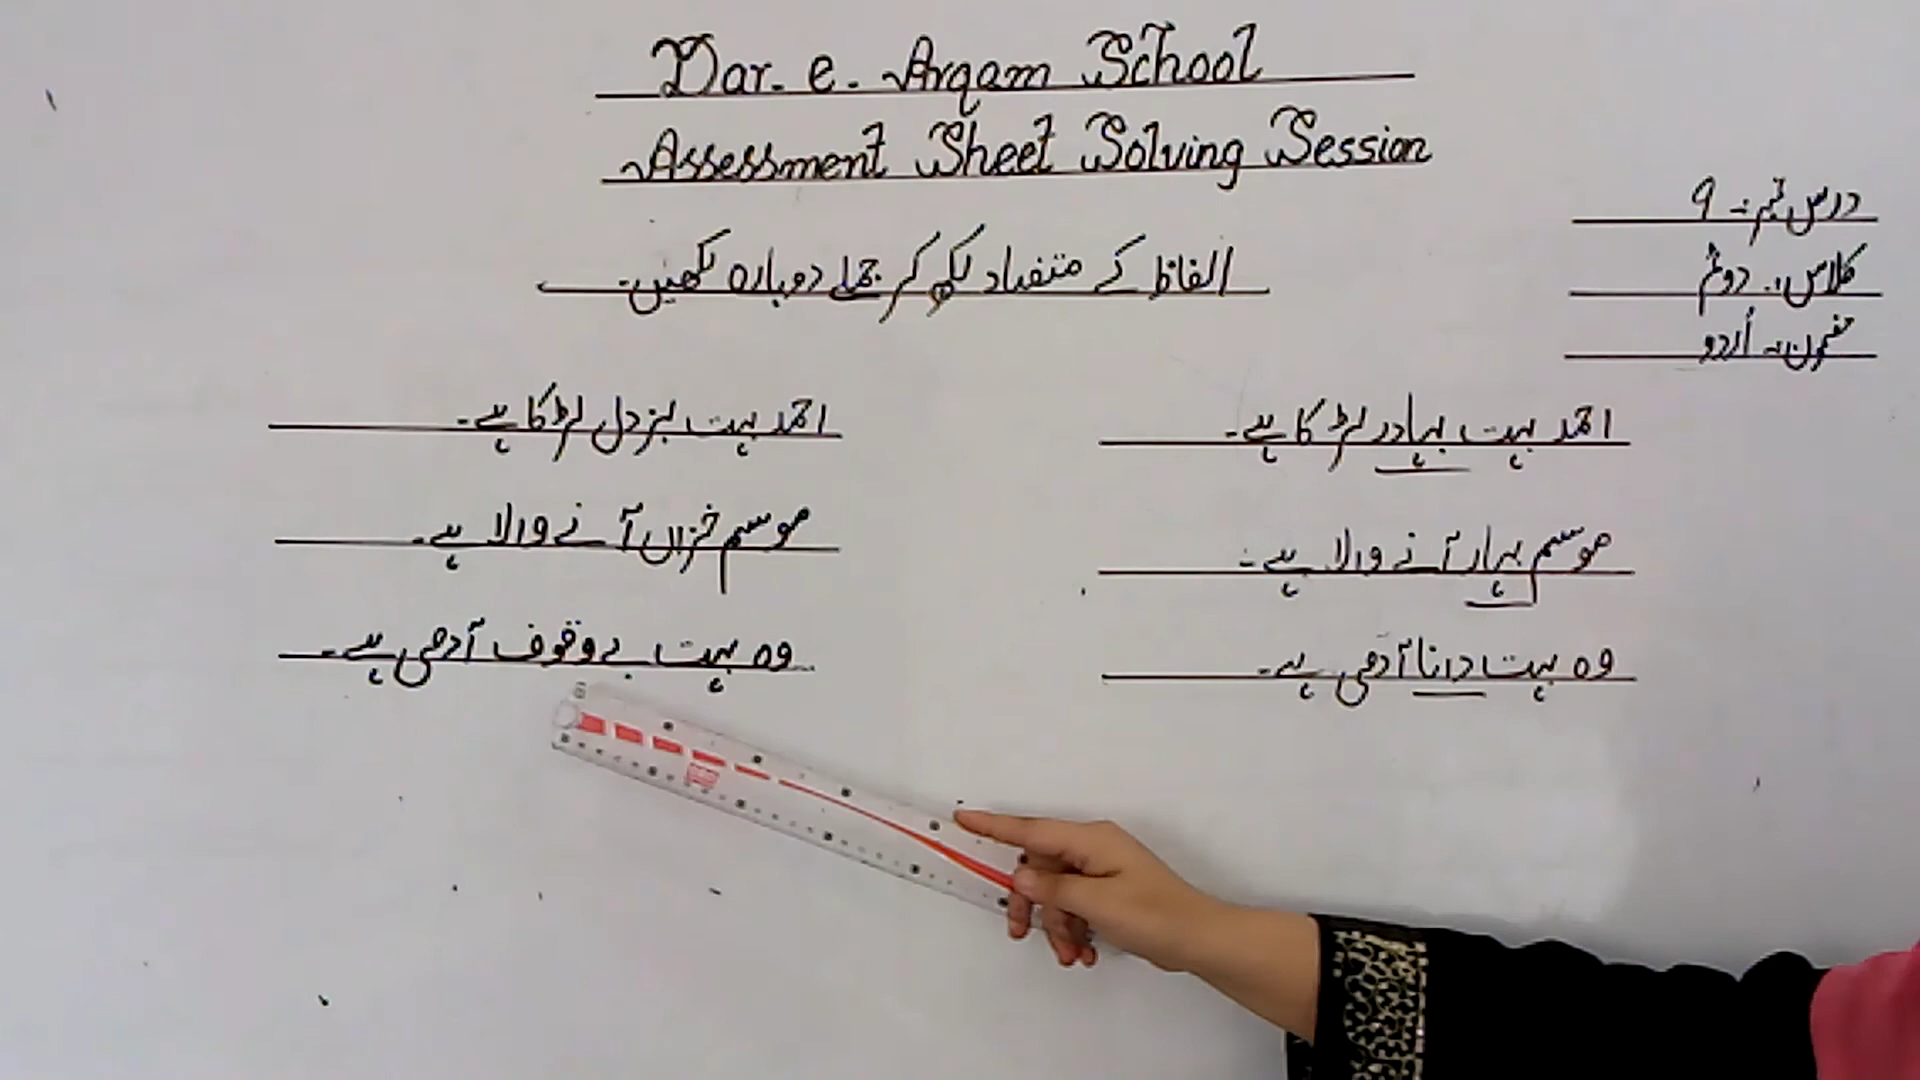 Dar. e. Arqam School
Assessment Sheet Solving Session
درس نمبر:۔ 9
کلاس:۔ دوئم
مضمون:۔ اُردو
الفاظ کے متضاد لکھ کر جملے دوبارہ لکھیں۔
احمد بہت بہادر لڑکا ہے۔
احمد بہت بزدل لڑکا ہے۔
موسم بہار آنے والا ہے۔
موسم خزاں آنے والا ہے۔
وہ بہت دانا آدمی ہے۔
وہ بہت بے وقوف آدمی ہے۔